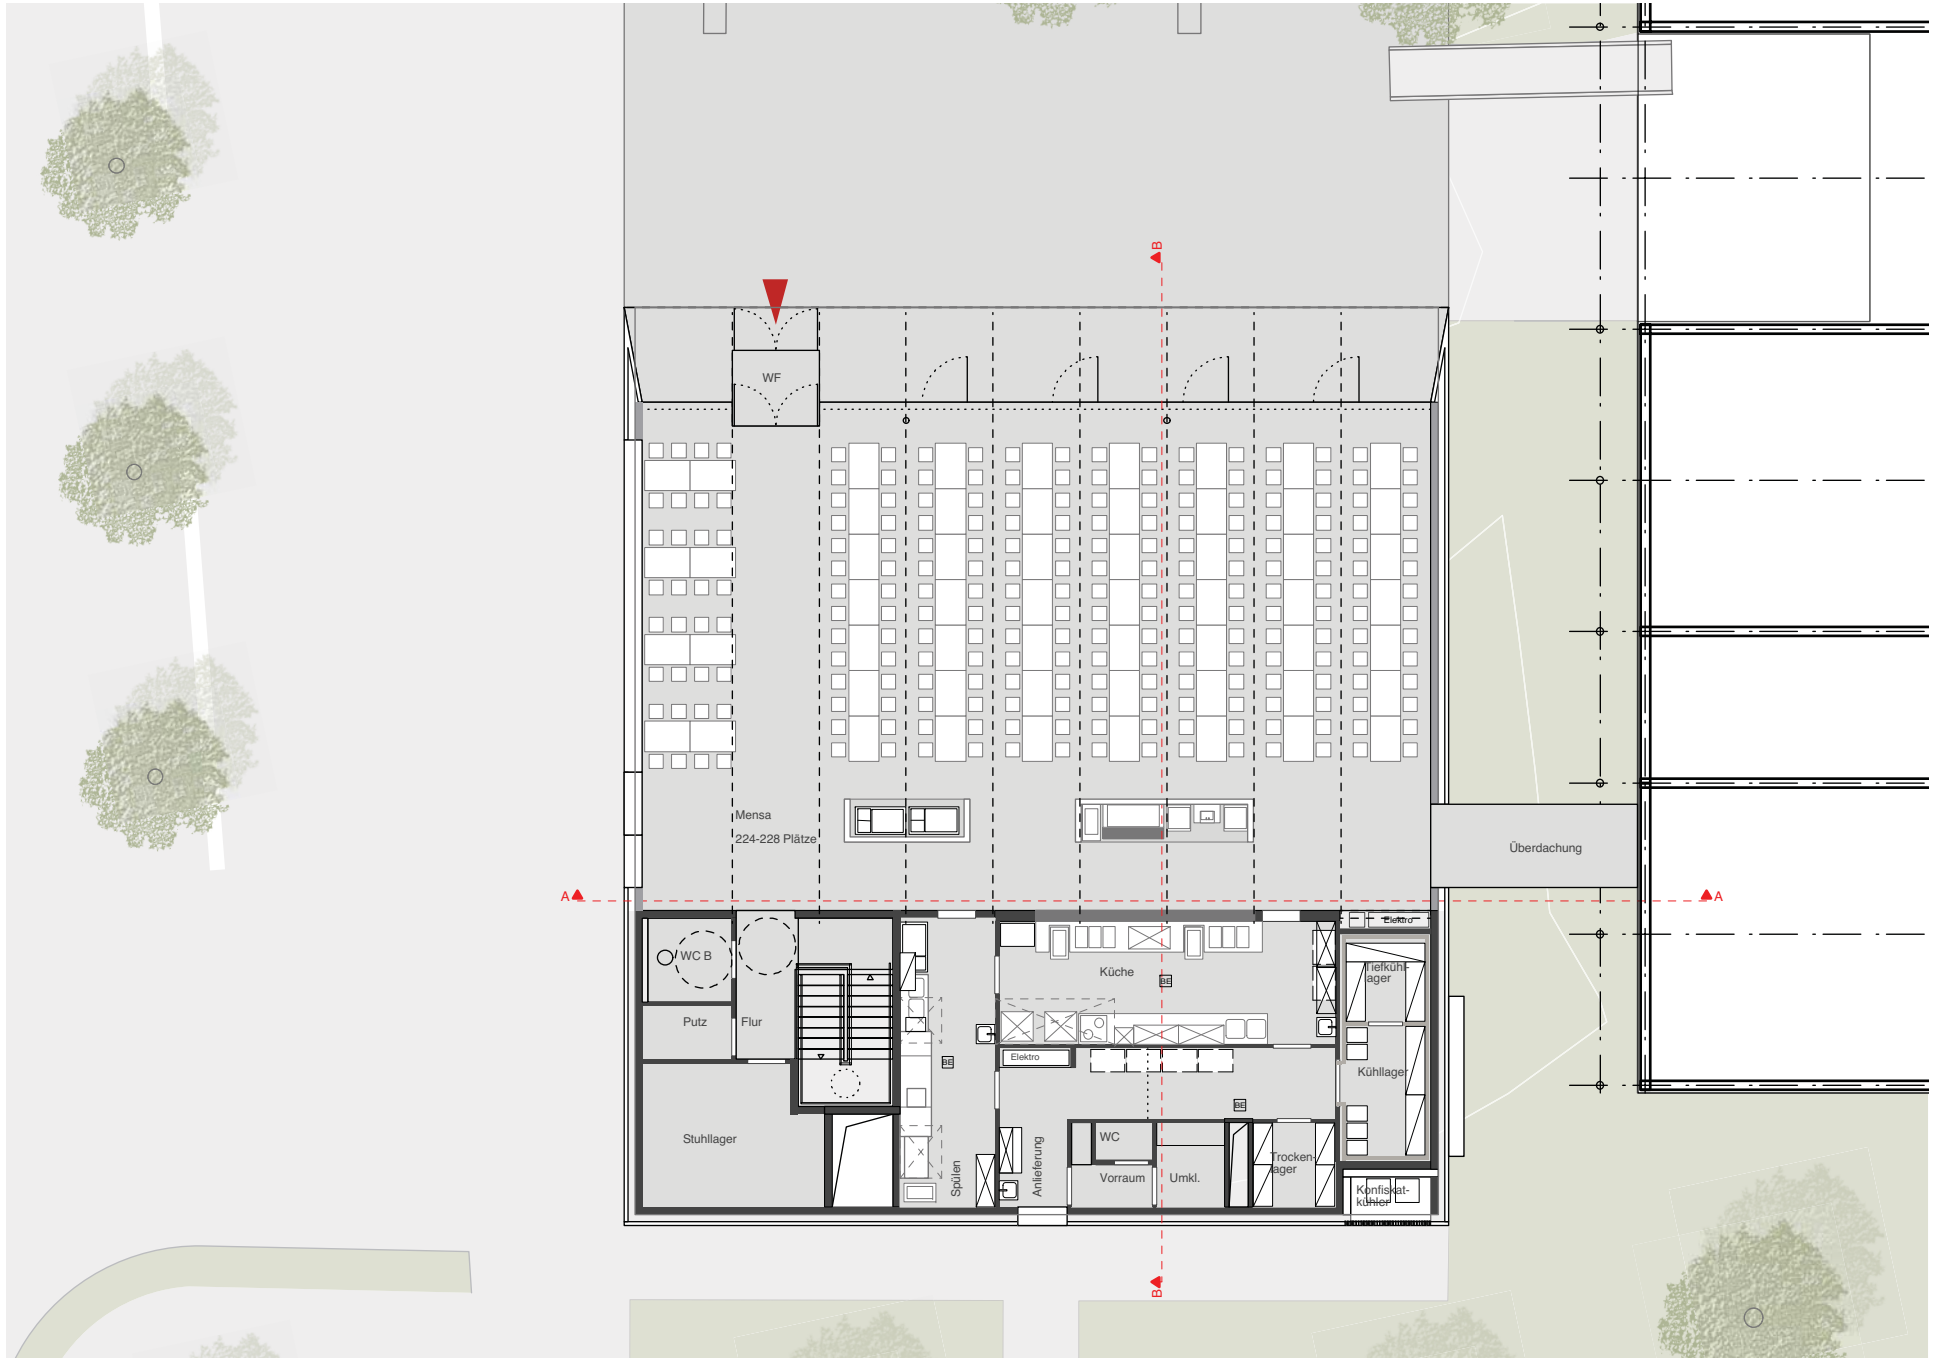 B
WF
Mensa
224-228 Plätze
Überdachung
A
A
Elektro
WC B
Küche
Tiefkühl-
lager
BE
Putz
Flur
Elektro
BE
Kühllager
BE
Stuhllager
WC
Spülen
Anlieferung
Vorraum
Umkl.
Trocken-
lager
Konfiskat-
kühler
B